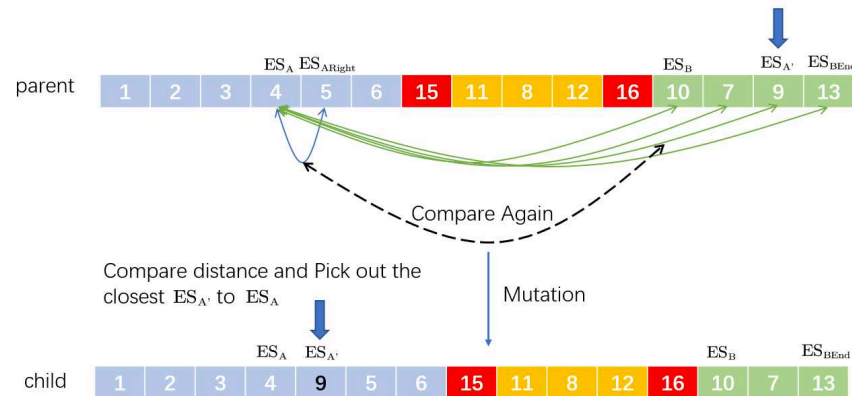 ES_A ES_ARight ES_B ES_A' ES_BEnd
parent 1 2 3 4 5 6 15 11 8 12 16 10 7 9 13
Compare Again
Compare distance and Pick out the
closest ES_A' to ES_A
Mutation
ES_A ES_A' ES_B ES_BEnd
child 1 2 3 4 9 5 6 15 11 8 12 16 10 7 13